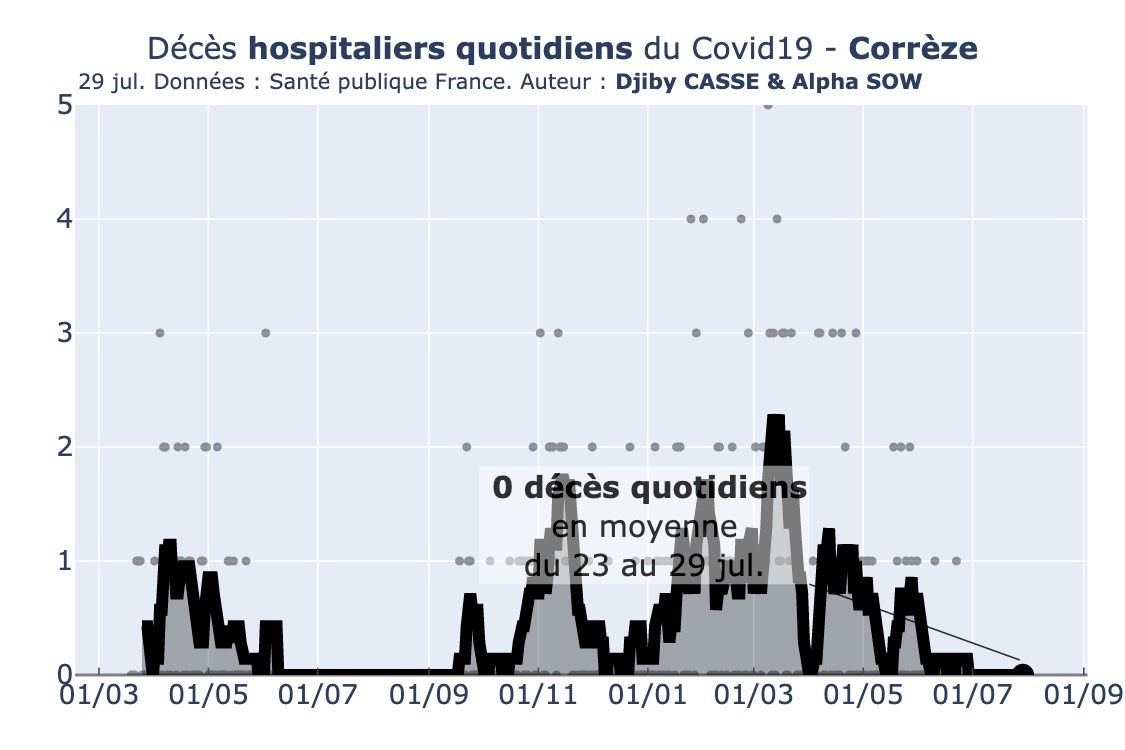 Décès hospitaliers quotidiens du Covid19 - Corrèze
29 jul. Données : Santé publique France. Auteur : Djiby CASSE & Alpha SOW
5
4
3
2
1
0
0 décès quotidiens
en moyenne
du 23 au 29 jul.
01/03 01/05 01/07 01/09 01/11 01/01 01/03 01/05 01/07 01/09